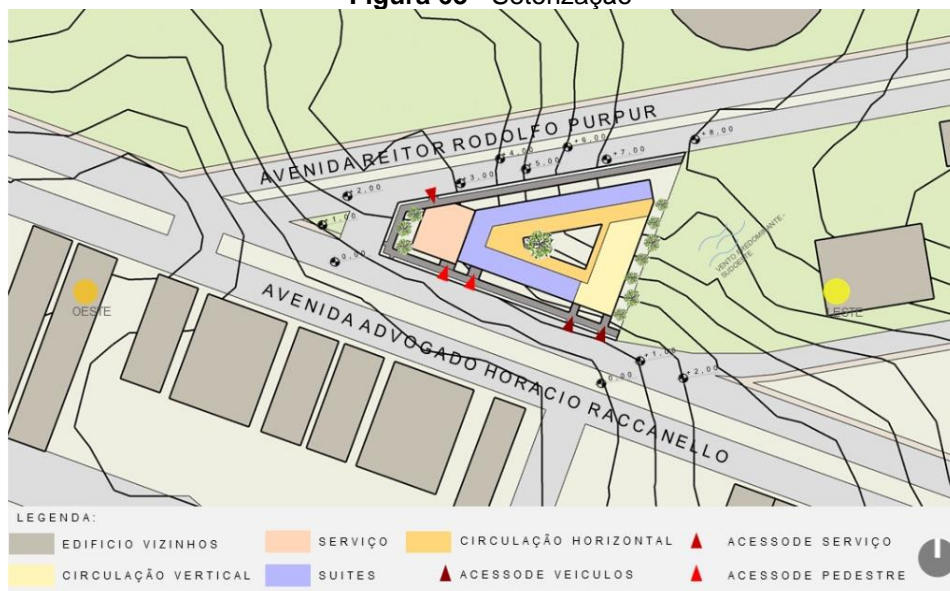 Figura 03 - Setorização
AVENIDA REITOR RODOLFO PURPUR
+8,00
+6,00
+4,00
+7,00
+5,00
+3,00
+2,00
+1,00
0,00
VENTO PREDOMINANTE -
SUDOESTE
OESTE
LESTE
AVENIDA ADVOGADO HORACIO RACCANELLO
+1,00
0,00
+2,00
LEGENDA:
EDIFICIO VIZINHOS
SERVIÇO
CIRCULAÇÃO HORIZONTAL
ACESSODE SERVIÇO
CIRCULAÇÃO VERTICAL
SUITES
ACESSODE VEICULOS
ACESSODE PEDESTRE